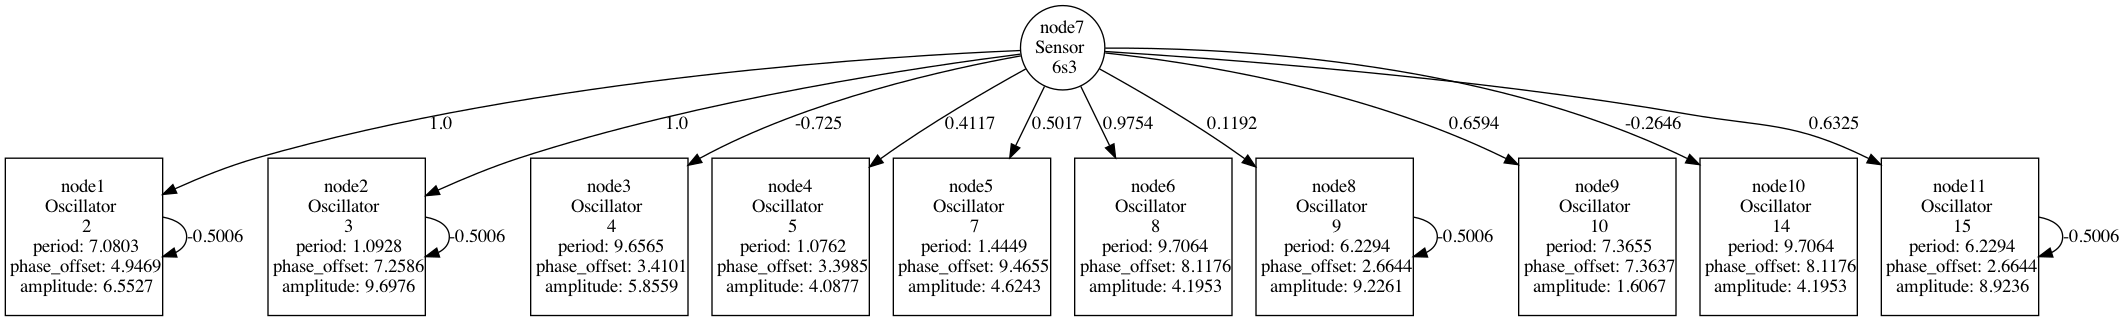 node7
Sensor
6s3
1.0
1.0
-0.725
0.4117
0.5017
0.9754
0.1192
0.6594
-0.2646
0.6325
node1
Oscillator
2
period: 7.0803
phase_offset: 4.9469
amplitude: 6.5527
-0.5006
node2
Oscillator
3
period: 1.0928
phase_offset: 7.2586
amplitude: 9.6976
-0.5006
node3
Oscillator
4
period: 9.6565
phase_offset: 3.4101
amplitude: 5.8559
node4
Oscillator
5
period: 1.0762
phase_offset: 3.3985
amplitude: 4.0877
node5
Oscillator
7
period: 1.4449
phase_offset: 9.4655
amplitude: 4.6243
node6
Oscillator
8
period: 9.7064
phase_offset: 8.1176
amplitude: 4.1953
node8
Oscillator
9
period: 6.2294
phase_offset: 2.6644
amplitude: 9.2261
-0.5006
node9
Oscillator
10
period: 7.3655
phase_offset: 7.3637
amplitude: 1.6067
node10
Oscillator
14
period: 9.7064
phase_offset: 8.1176
amplitude: 4.1953
node11
Oscillator
15
period: 6.2294
phase_offset: 2.6644
amplitude: 8.9236
-0.5006